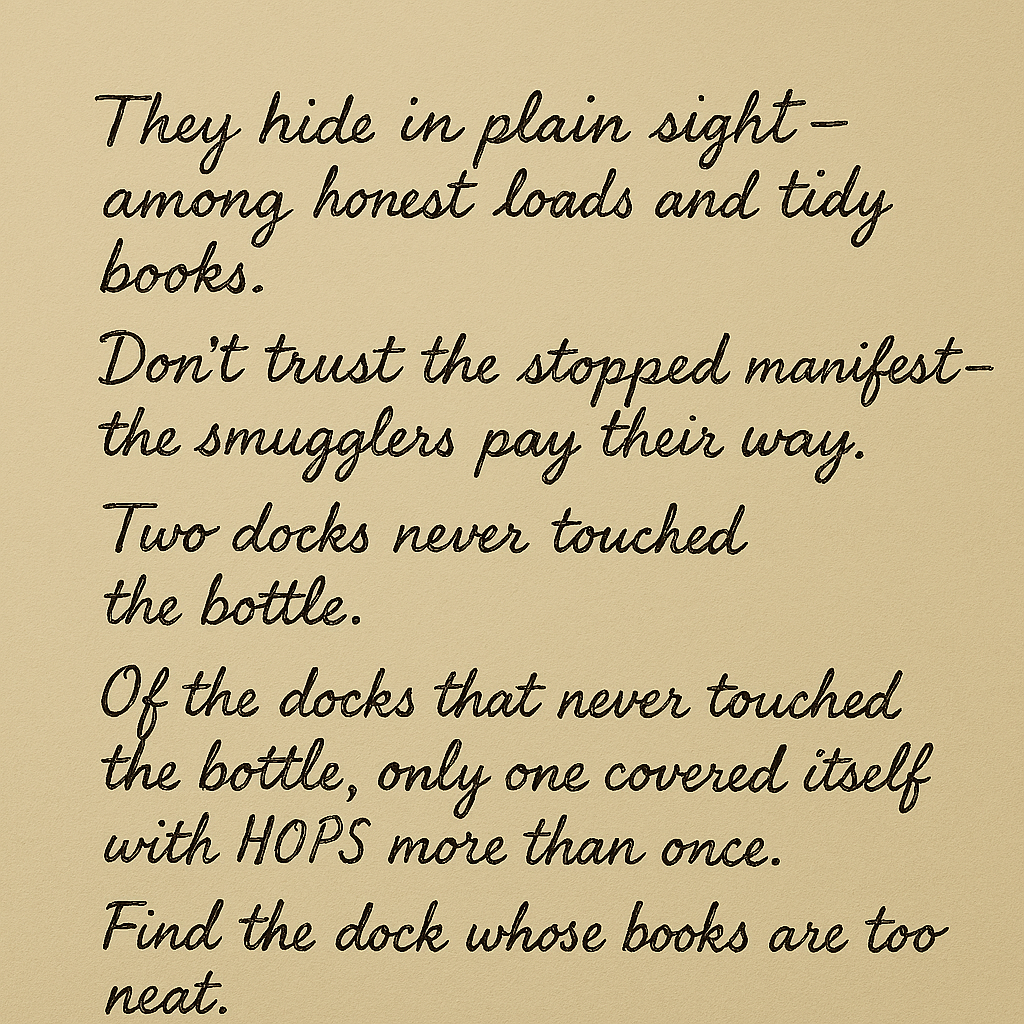 They hide in plain sight–
among honest loads and tidy
books.
Don't trust the stopped manifest–
the smugglers pay their way.
Two docks never touched
the bottle.
Of the docks that never touched
the bottle, only one covered itself
with HOPS more than once.
Find the dock whose books are too
neat.